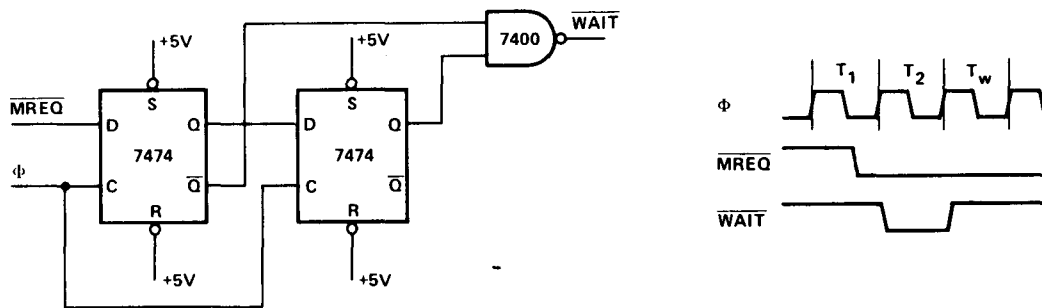 WAIT
7400
+5V
+5V
MREQ
S
S
D
Q
D
Q
7474
7474
Φ
C
Q
C
Q
R
R
+5V
+5V
T1
T2
Tw
Φ
MREQ
WAIT